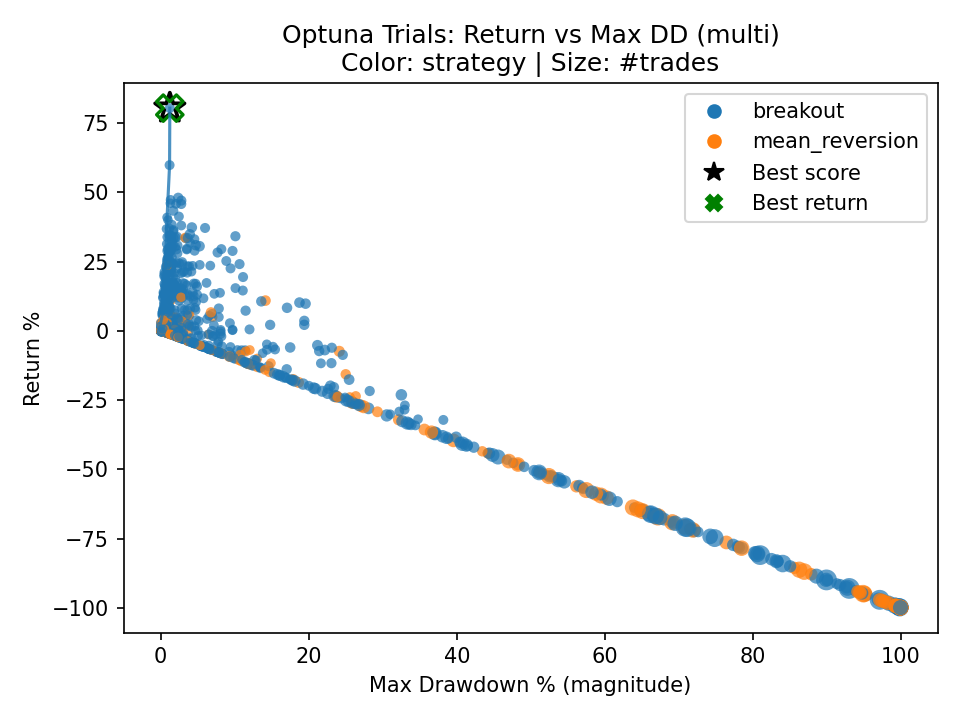 Optuna Trials: Return vs Max DD (multi)
Color: strategy | Size: #trades
breakout
mean_reversion
Best score
Best return
Return %
75
50
25
0
−25
−50
−75
−100
0
20
40
60
80
100
Max Drawdown % (magnitude)